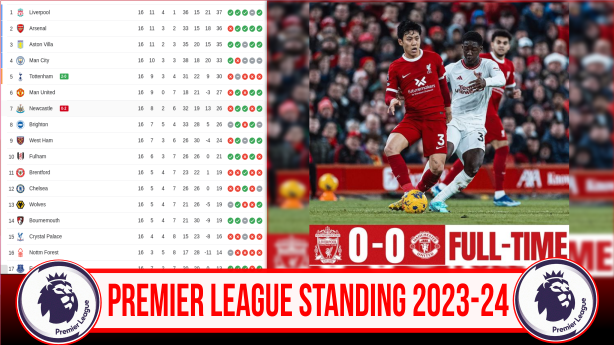 1 Liverpool 16 11 4 1 36 15 21 37
2 Arsenal 16 11 3 2 33 15 18 36
3 Aston Villa 16 11 2 3 35 20 15 35
4 Man City 16 10 3 3 38 18 20 33
5 Tottenham 16 9 3 4 31 22 9 30
6 Man United 16 9 0 7 18 21 -3 27
7 Newcastle 16 8 2 6 32 19 13 26
8 Brighton 16 7 5 4 33 28 5 26
9 West Ham 16 7 3 6 26 30 -4 24
10 Fulham 16 6 3 7 26 26 0 21
11 Brentford 16 5 4 7 23 22 1 19
12 Chelsea 16 5 4 7 26 26 0 19
13 Wolves 16 5 4 7 21 26 -5 19
14 Bournemouth 16 5 4 7 21 30 -9 19
15 Crystal Palace 16 4 4 8 15 23 -8 16
16 Nottm Forest 16 3 5 8 17 28 -11 14
17
3
3
AXA
0-0 FULL-TIME
Premier League
PREMIER LEAGUE STANDING 2023-24
Premier League